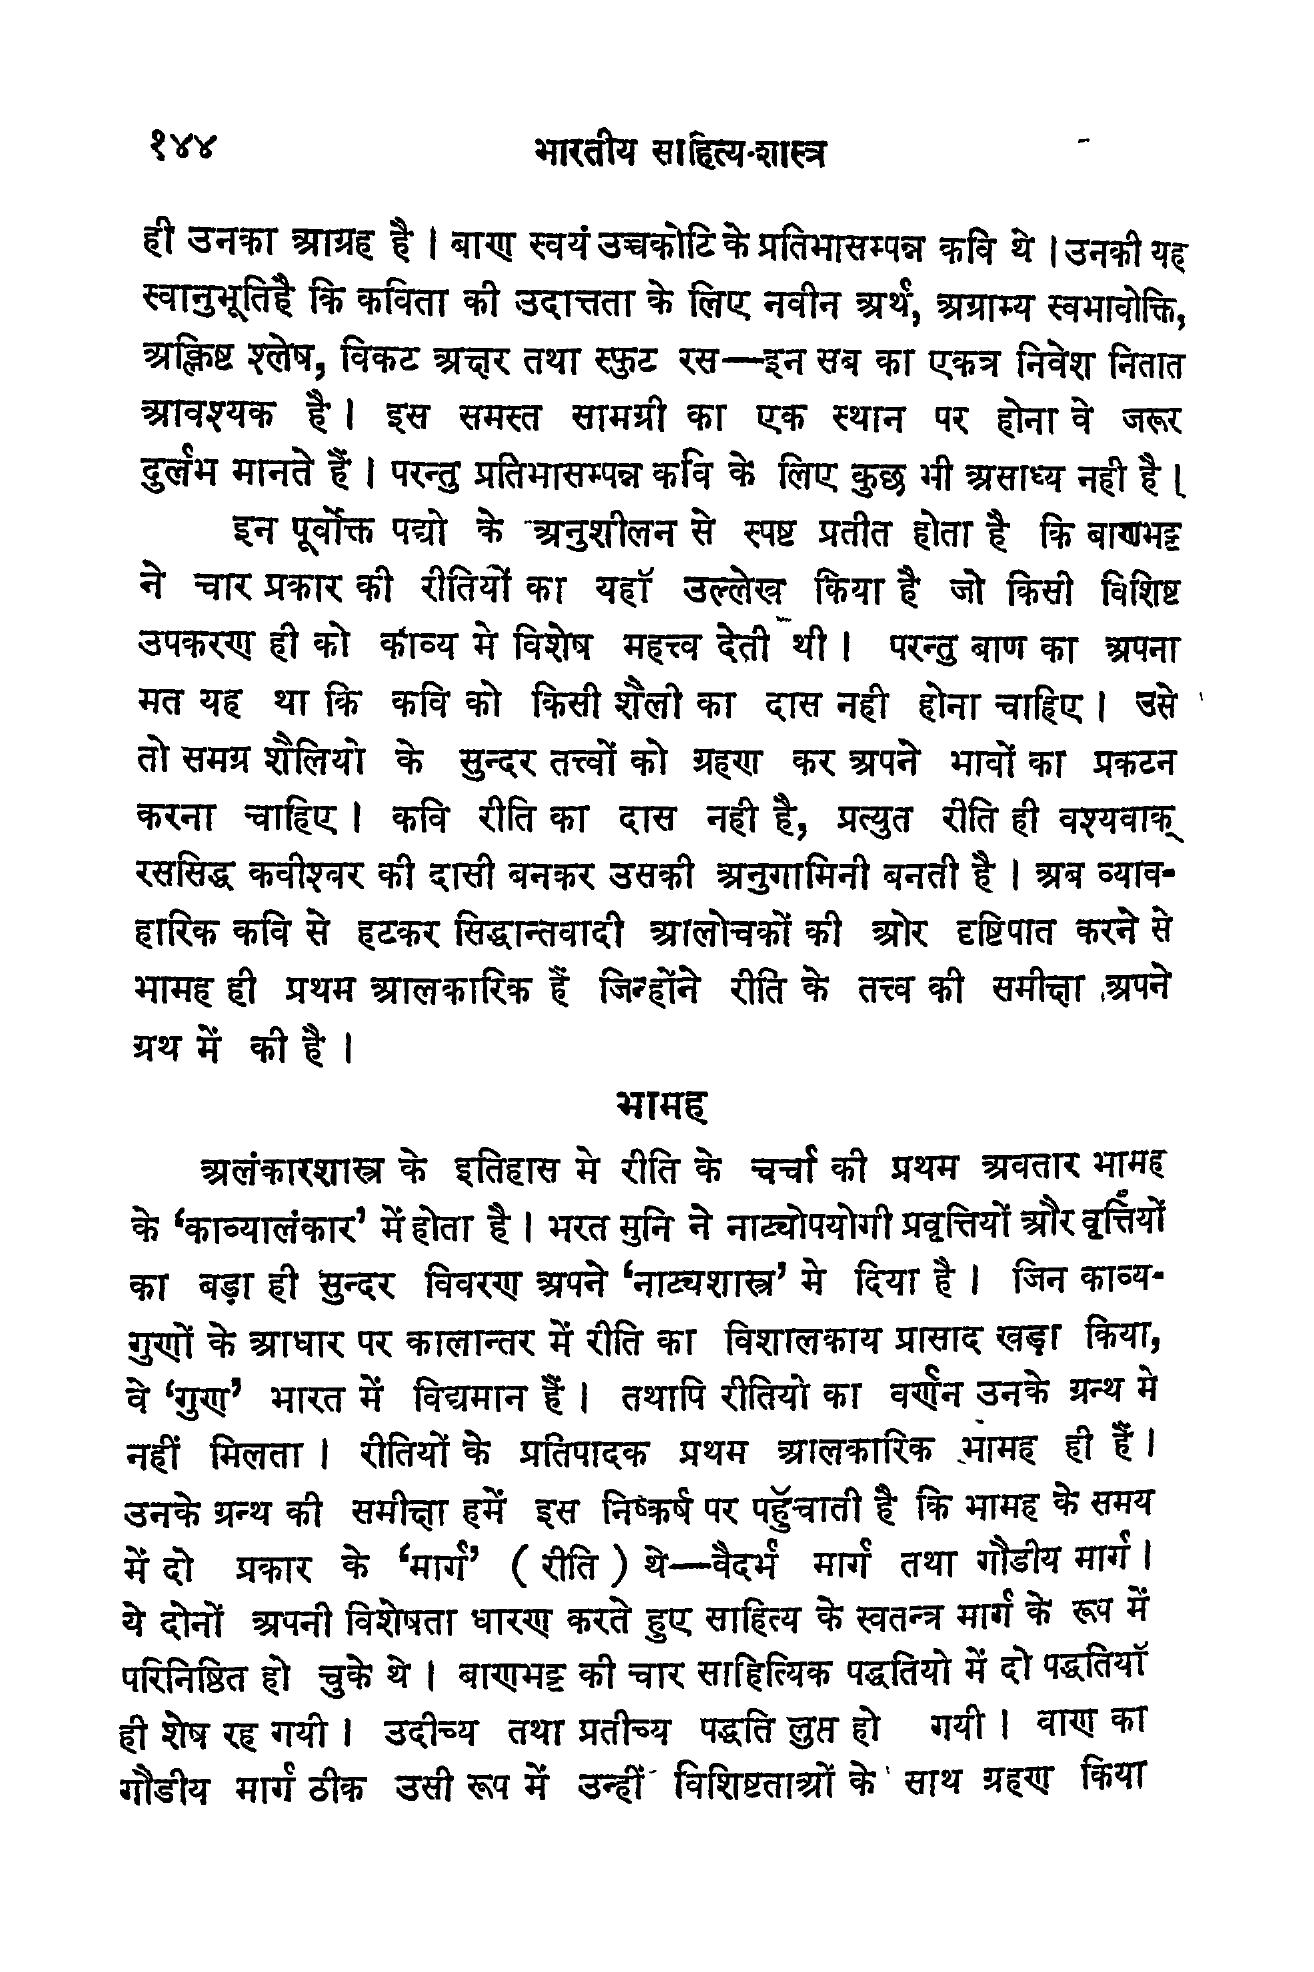 १४४
भारतीय साहित्य-शास्त्र
ही उनका आग्रह है । बाण स्वयं उच्चकोटि के प्रतिभासम्पन्न कवि थे । उनकी यह
स्वानुभूतिहै कि कविता की उदात्तता के लिए नवीन अर्थ, अग्राम्य स्वभावोक्ति,
अक्लिष्ट श्लेष, विकट अक्षर तथा स्फुट रस—इन सब का एकत्र निवेश नितात
आवश्यक है । इस समस्त सामग्री का एक स्थान पर होना वे जरूर
दुर्लभ मानते हैं । परन्तु प्रतिभासम्पन्न कवि के लिए कुछ भी असाध्य नही है ।
इन पूर्वोक्त पद्यो के अनुशीलन से स्पष्ट प्रतीत होता है कि बाणभट्ट
ने चार प्रकार की रीतियों का यहॉ उल्लेख किया है जो किसी विशिष्ट
उपकरण ही को काव्य मे विशेष महत्त्व देती थी । परन्तु बाण का अपना
मत यह था कि कवि को किसी शैली का दास नही होना चाहिए । उसे
तो समग्र शैलियो के सुन्दर तत्त्वों को ग्रहण कर अपने भावों का प्रकटन
करना चाहिए । कवि रीति का दास नही है, प्रत्युत रीति ही वश्यवाक्
रससिद्ध कवीश्वर की दासी बनकर उसकी अनुगामिनी बनती है । अब व्याव-
हारिक कवि से हटकर सिद्धान्तवादी आलोचकों की ओर दृष्टिपात करने से
भामह ही प्रथम आलकारिक हैं जिन्होंने रीति के तत्त्व की समीक्षा अपने
ग्रथ में की है ।
भामह
अलंकारशास्त्र के इतिहास मे रीति के चर्चा की प्रथम अवतार भामह
के ‘काव्यालंकार’ में होता है । भरत मुनि ने नाट्योपयोगी प्रवृत्तियों और वृत्तियों
का बड़ा ही सुन्दर विवरण अपने ‘नाट्यशास्त्र’ मे दिया है । जिन काव्य-
गुणों के आधार पर कालान्तर में रीति का विशालकाय प्रासाद खड़ा किया,
वे ‘गुण’ भारत में विद्यमान हैं । तथापि रीतियो का वर्णन उनके ग्रन्थ मे
नहीं मिलता । रीतियों के प्रतिपादक प्रथम आलकारिक भामह ही हैं ।
उनके ग्रन्थ की समीक्षा हमें इस निष्कर्ष पर पहुॅचाती है कि भामह के समय
में दो प्रकार के ‘मार्ग’ ( रीति ) थे—वैदर्भ मार्ग तथा गौडीय मार्ग ।
ये दोनों अपनी विशेषता धारण करते हुए साहित्य के स्वतन्त्र मार्ग के रूप में
परिनिष्ठित हो चुके थे । बाणभट्ट की चार साहित्यिक पद्धतियो में दो पद्धतियॉ
ही शेष रह गयी । उदीच्य तथा प्रतीच्य पद्धति लुप्त हो गयी । वाण का
गौडीय मार्ग ठीक उसी रूप में उन्हीं विशिष्टताओं के साथ ग्रहण किया